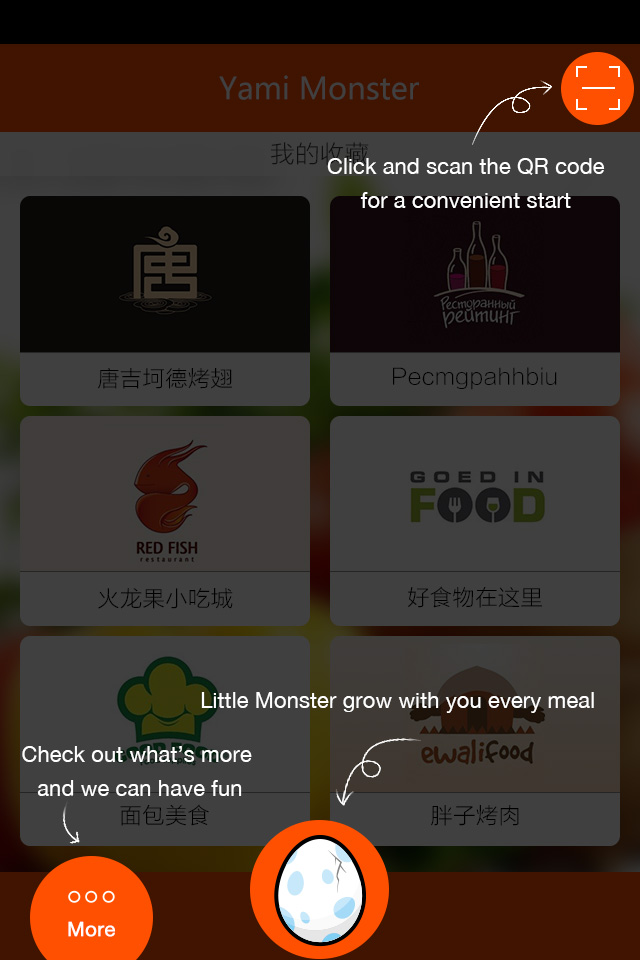 Yami Monster
我的收藏
Click and scan the QR code
for a convenient start
唐
Ресторанный
рейтинг
唐吉坷德烤翅
Pecmgpahhbiu
RED FISH
restaurant
GOED IN
FOOD
火龙果小吃城
好食物在这里
Little Monster grow with you every meal
ewalifood
Check out what's more
and we can have fun
面包美食
胖子烤肉
More